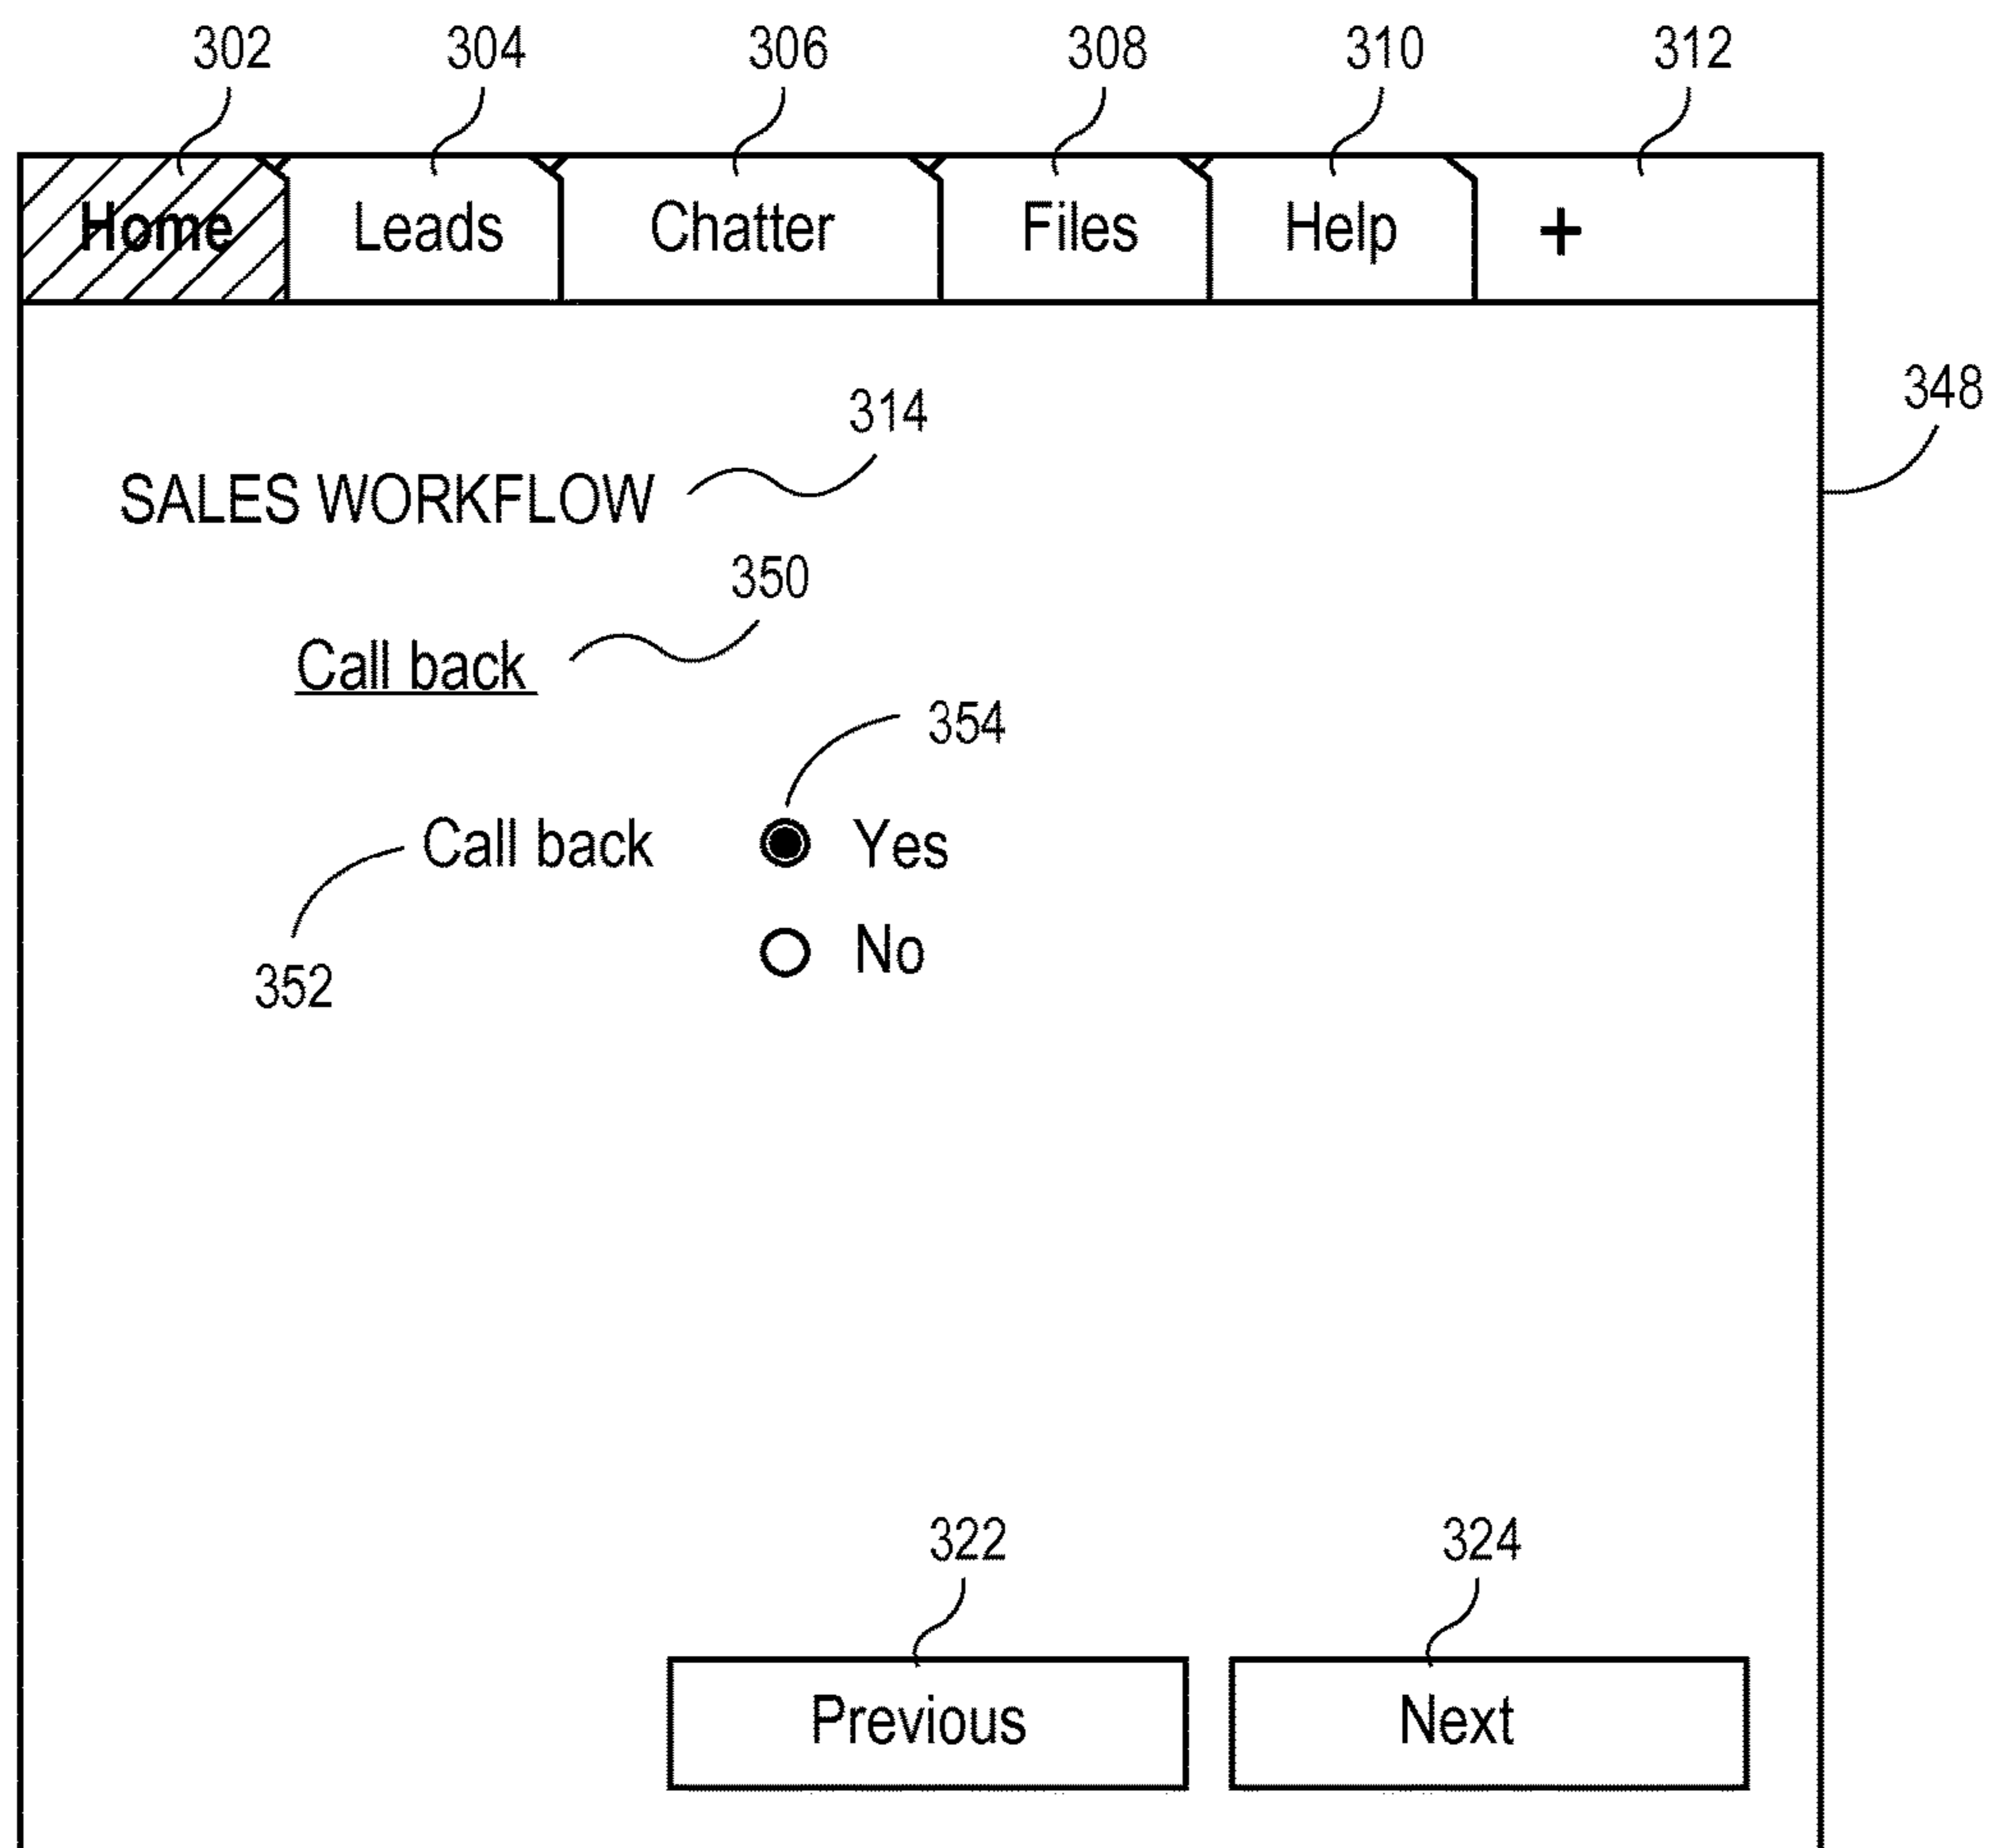 302 304 306 308 310 312
Home Leads Chatter Files Help +
348
314
SALES WORKFLOW
350
Call back
354
Call back Yes
No
352
322 324
Previous Next